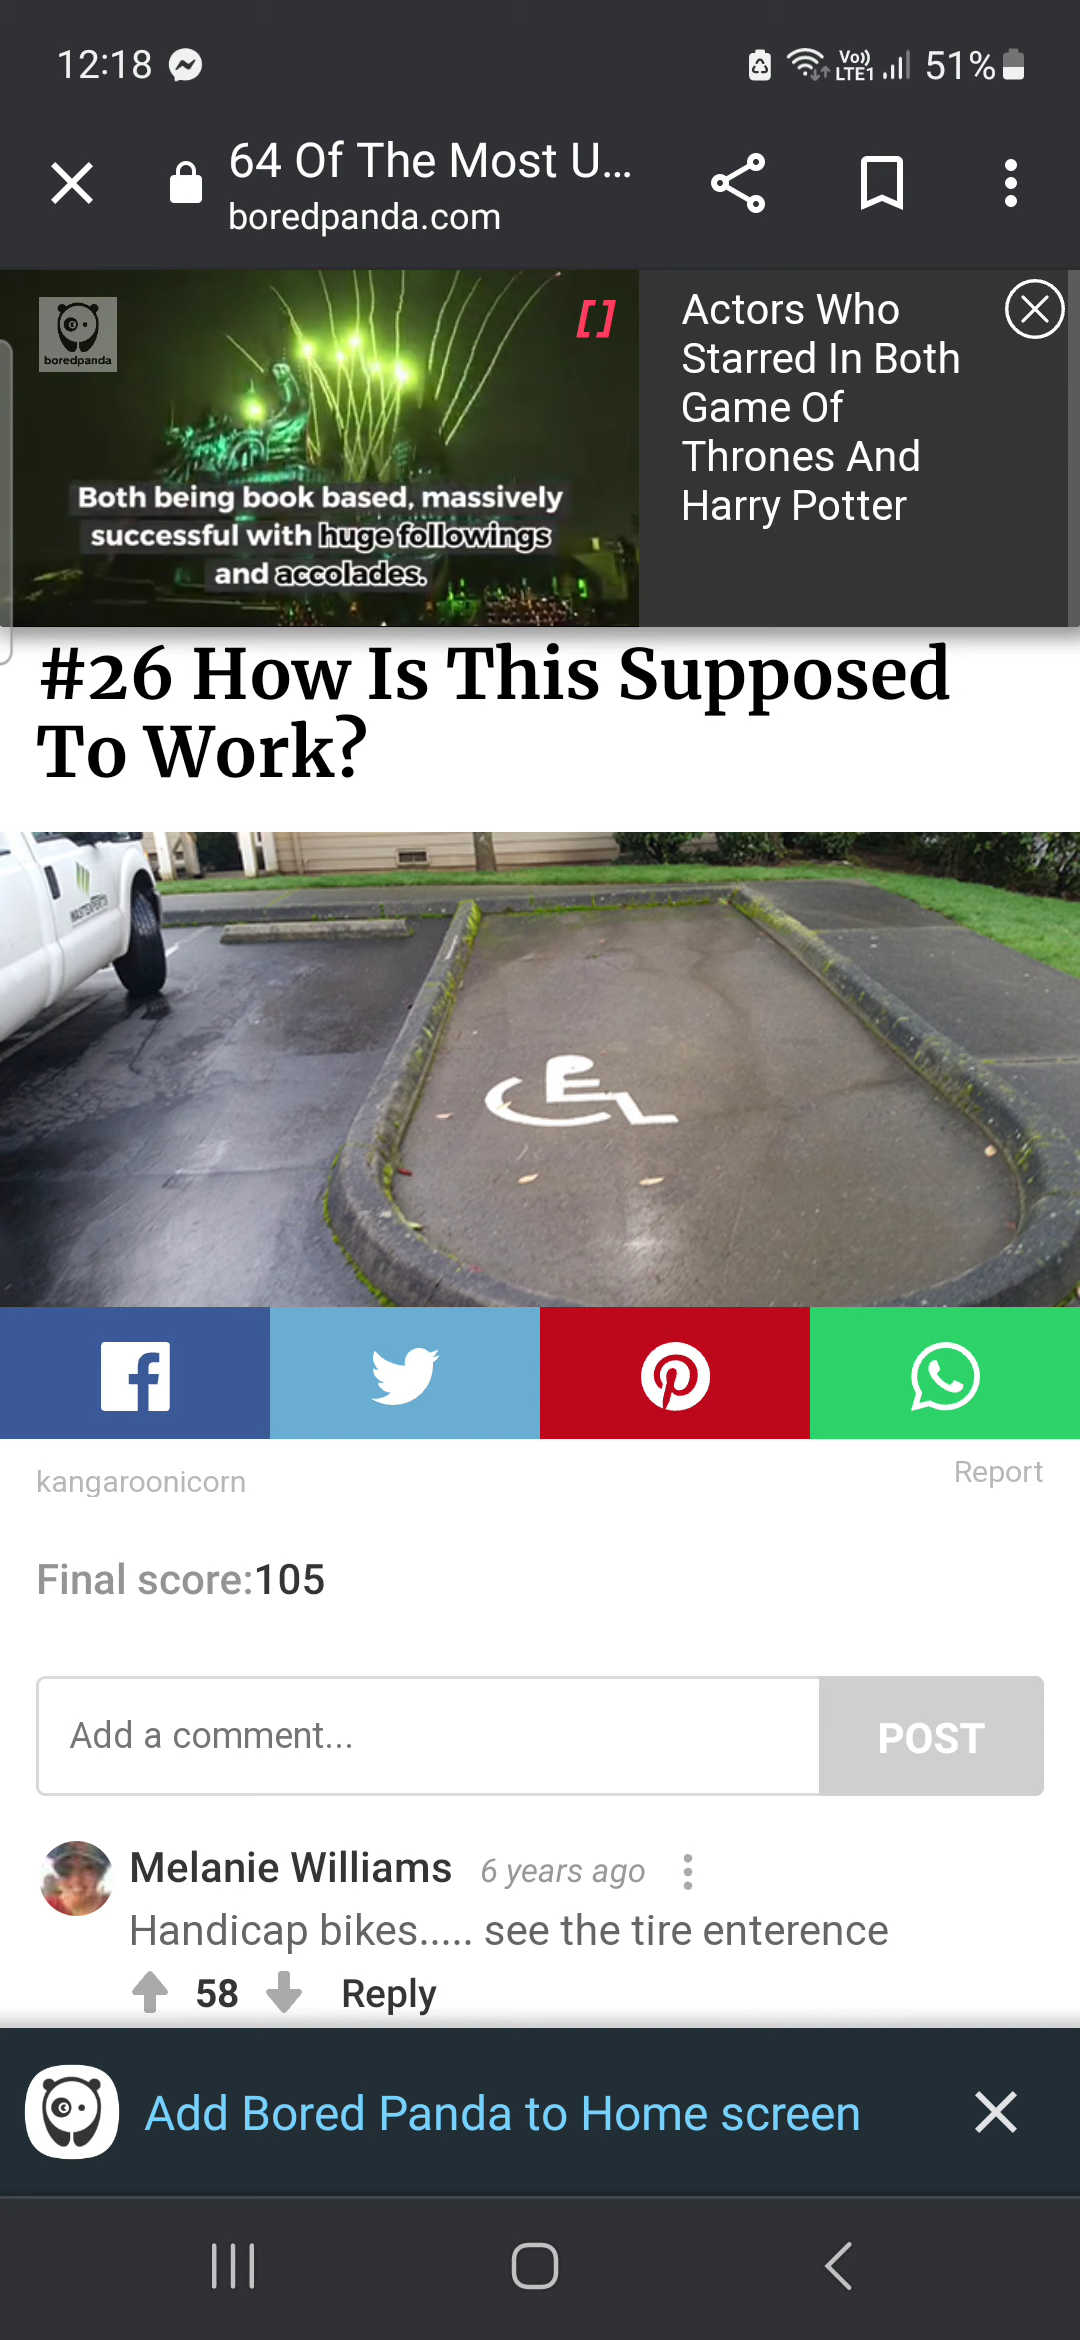 12:18
Vo))
LTE1
51%
64 Of The Most U...
boredpanda.com
boredpanda
Both being book based, massively
successful with huge followings
and accolades.
Actors Who
Starred In Both
Game Of
Thrones And
Harry Potter
#26 How Is This Supposed
To Work?
kangaroonicorn
Report
Final score:105
Add a comment...
POST
Melanie Williams 6 years ago
Handicap bikes..... see the tire enterence
58 Reply
Add Bored Panda to Home screen